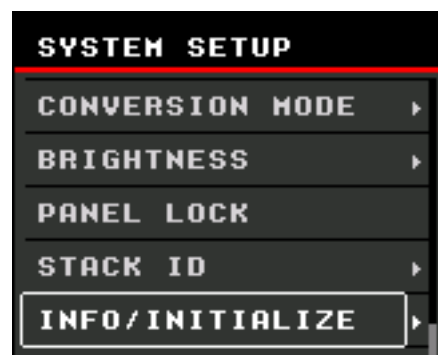 SYSTEM SETUP
CONVERSION MODE
BRIGHTNESS
PANEL LOCK
STACK ID
INFO/INITIALIZE